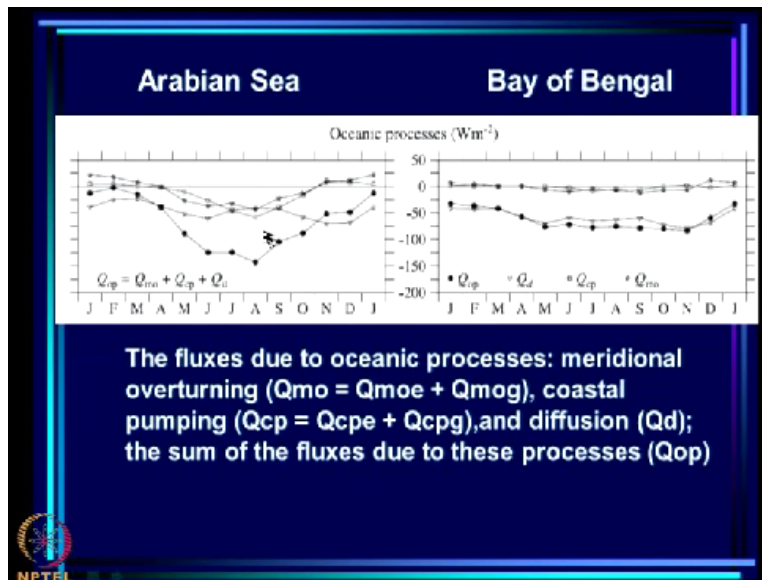 Arabian Sea Bay of Bengal
Oceanic processes (Wm⁻²)
50
0
-50
-100
-150
-200
Qop = Qmo + Qcp + Qd
Qop Qd Qcp Qmo
J F M A M J J A S O N D J J F M A M J J A S O N D J
The fluxes due to oceanic processes: meridional
overturning (Qmo = Qmoe + Qmog), coastal
pumping (Qcp = Qcpe + Qcpg),and diffusion (Qd);
the sum of the fluxes due to these processes (Qop)
NPTEL